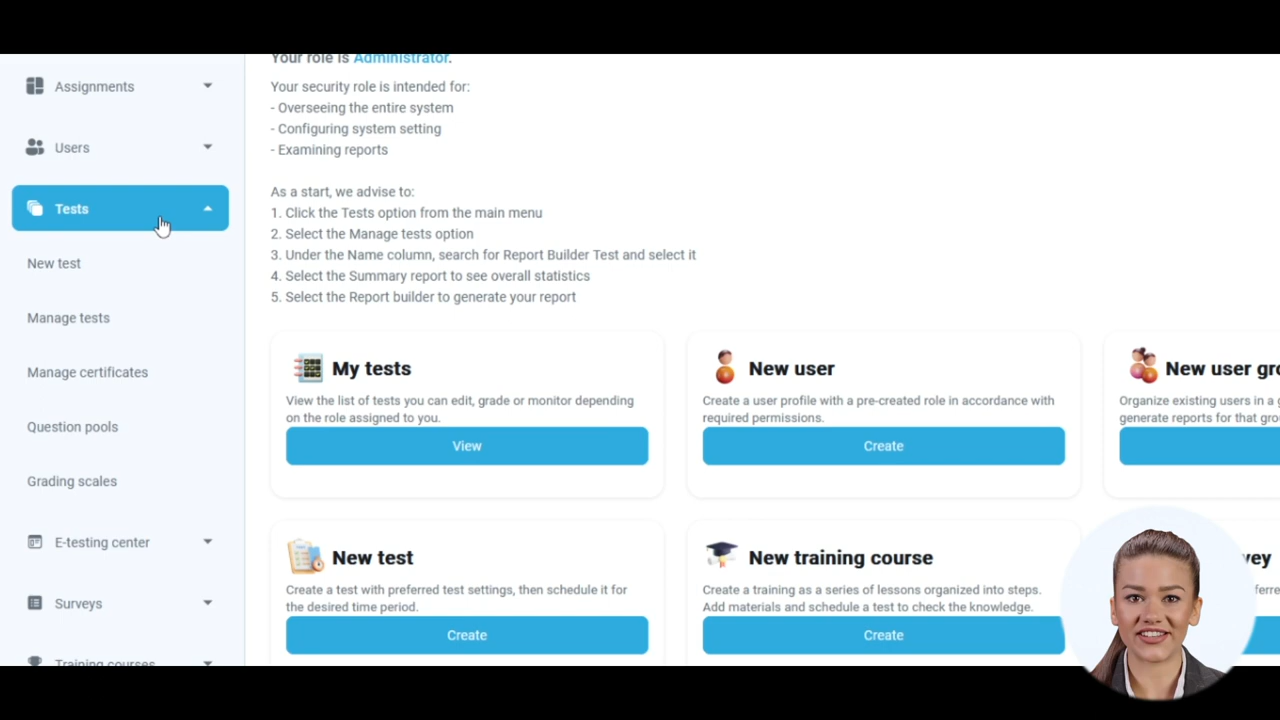 Assignments
Users
Tests
New test
Manage tests
Manage certificates
Question pools
Grading scales
E-testing center
Surveys
Training courses
Your role is Administrator.
Your security role is intended for:
- Overseeing the entire system
- Configuring system setting
- Examining reports
As a start, we advise to:
1. Click the Tests option from the main menu
2. Select the Manage tests option
3. Under the Name column, search for Report Builder Test and select it
4. Select the Summary report to see overall statistics
5. Select the Report builder to generate your report
My tests
View the list of tests you can edit, grade or monitor depending
on the role assigned to you.
View
New user
Create a user profile with a pre-created role in accordance with
required permissions.
Create
New user
Organize existing users in a
generate reports for that
New test
Create a test with preferred test settings, then schedule it for
the desired time period.
Create
New training course
Create a training as a series of lessons organized into steps.
Add materials and schedule a test to check the knowledge.
Create